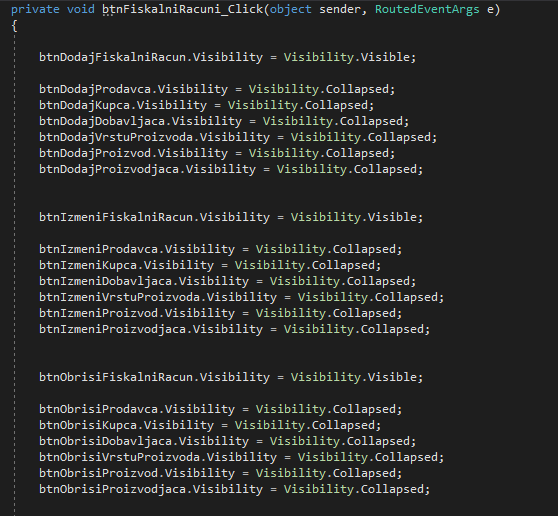 private void btnFiskalniRacuni_Click(object sender, RoutedEventArgs e)
{
btnDodajFiskalniRacun.Visibility = Visibility.Visible;
btnDodajProdavca.Visibility = Visibility.Collapsed;
btnDodajKupca.Visibility = Visibility.Collapsed;
btnDodajDobavljaca.Visibility = Visibility.Collapsed;
btnDodajVrstuProizvoda.Visibility = Visibility.Collapsed;
btnDodajProizvod.Visibility = Visibility.Collapsed;
btnDodajProizvodjaca.Visibility = Visibility.Collapsed;
btnIzmeniFiskalniRacun.Visibility = Visibility.Visible;
btnIzmeniProdavca.Visibility = Visibility.Collapsed;
btnIzmeniKupca.Visibility = Visibility.Collapsed;
btnIzmeniDobavljaca.Visibility = Visibility.Collapsed;
btnIzmeniVrstuProizvoda.Visibility = Visibility.Collapsed;
btnIzmeniProizvod.Visibility = Visibility.Collapsed;
btnIzmeniProizvodjaca.Visibility = Visibility.Collapsed;
btnObrisiFiskalniRacun.Visibility = Visibility.Visible;
btnObrisiProdavca.Visibility = Visibility.Collapsed;
btnObrisiKupca.Visibility = Visibility.Collapsed;
btnObrisiDobavljaca.Visibility = Visibility.Collapsed;
btnObrisiVrstuProizvoda.Visibility = Visibility.Collapsed;
btnObrisiProizvod.Visibility = Visibility.Collapsed;
btnObrisiProizvodjaca.Visibility = Visibility.Collapsed;